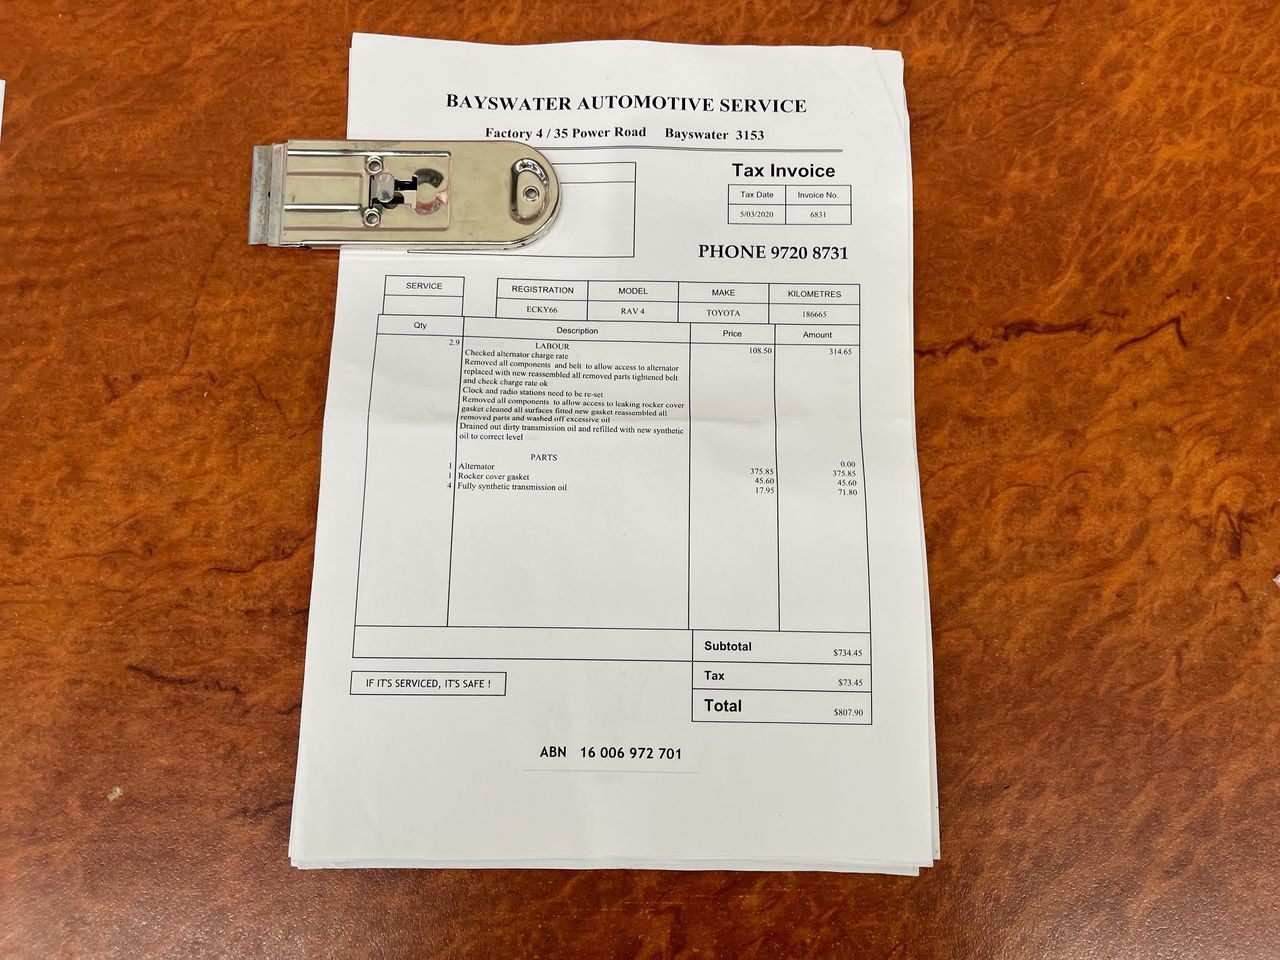 BAYSWATER AUTOMOTIVE SERVICE
Factory 4 / 35 Power Road Bayswater 3153
Tax Invoice
Tax Date Invoice No.
5/03/2020 6831
PHONE 9720 8731
SERVICE REGISTRATION MODEL MAKE KILOMETRES
ECKY66 RAV 4 TOYOTA 186665
Qty Description Price Amount
2.9 LABOUR 108.50 314.65
Checked alternator charge rate
Removed all components and belt to allow access to alternator
replaced with new reassembled all removed parts tightened belt
and check charge rate ok
Clock and radio stations need to be re-set
Removed all components to allow access to leaking rocker cover
gasket cleaned all surfaces fitted new gasket reassembled all
removed parts and washed off excessive oil
Drained out dirty transmission oil and refilled with new synthetic
oil to correct level
PARTS 0.00
1 Alternator 375.85 375.85
1 Rocker cover gasket 45.60 45.60
4 Fully synthetic transmission oil 17.95 71.80
Subtotal $734.45
Tax $73.45
Total $807.90
IF IT'S SERVICED, IT'S SAFE !
ABN 16 006 972 701